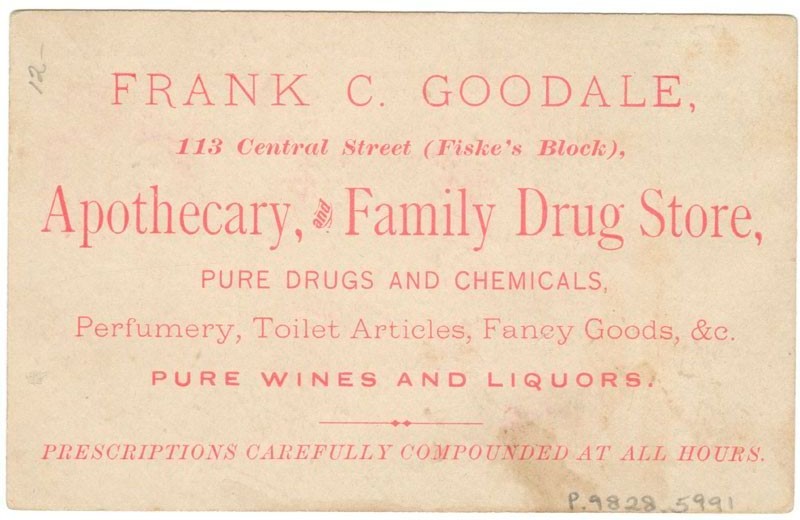 12-
FRANK C. GOODALE,
113 Central Street (Fiske's Block),
Apothecary, and Family Drug Store,
PURE DRUGS AND CHEMICALS,
Perfumery, Toilet Articles, Fancy Goods, &c.
PURE WINES AND LIQUORS.
PRESCRIPTIONS CAREFULLY COMPOUNDED AT ALL HOURS.
P.9828.5991